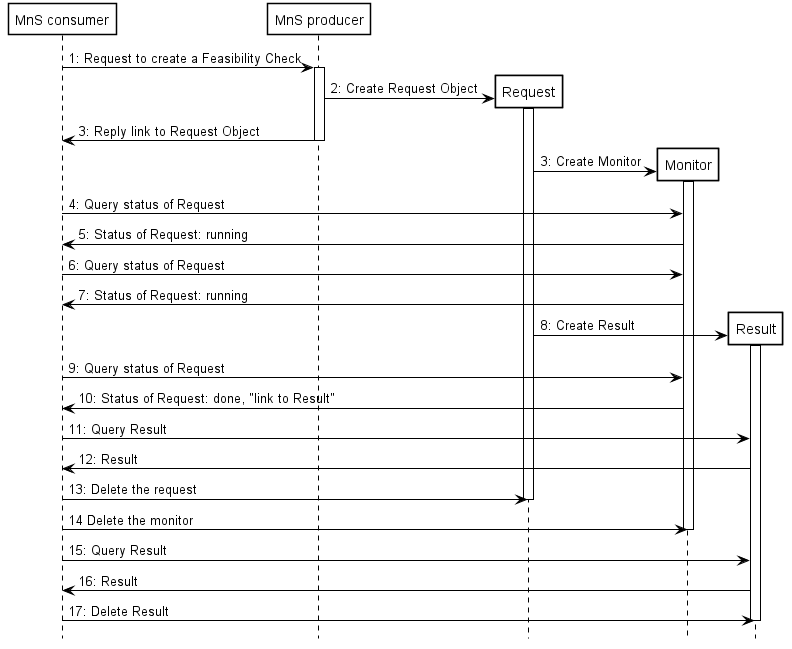 MnS consumer
MnS producer
1: Request to create a Feasibility Check
2: Create Request Object
Request
3: Reply link to Request Object
3: Create Monitor
Monitor
4: Query status of Request
5: Status of Request: running
6: Query status of Request
7: Status of Request: running
8: Create Result
Result
9: Query status of Request
10: Status of Request: done, "link to Result"
11: Query Result
12: Result
13: Delete the request
14 Delete the monitor
15: Query Result
16: Result
17: Delete Result